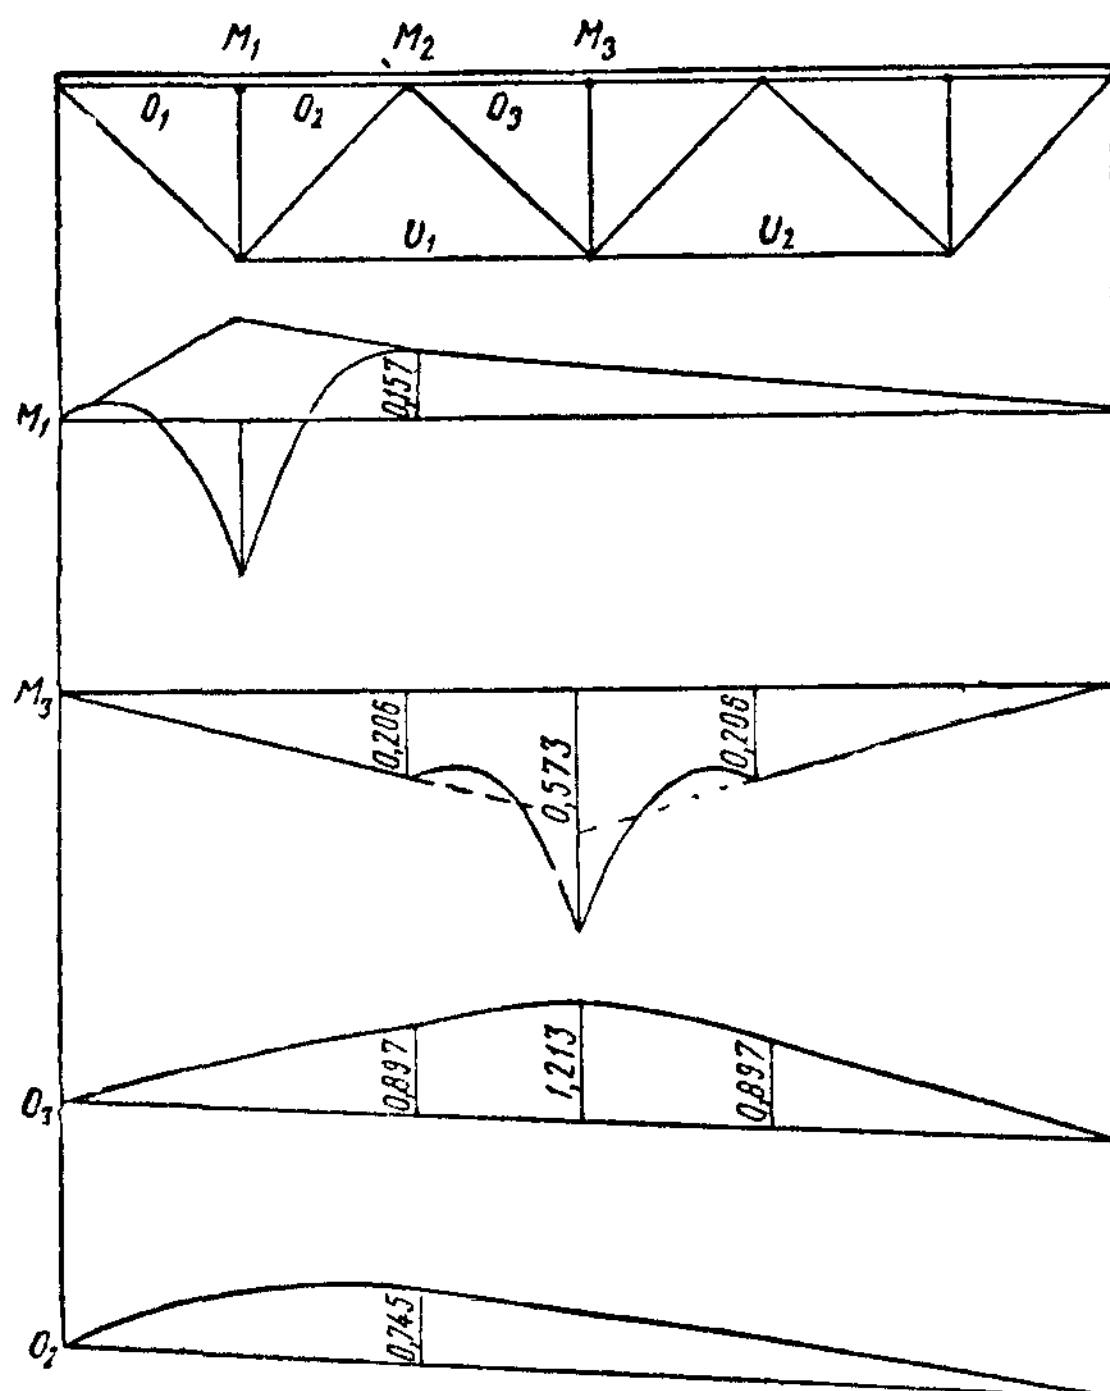 M₁ M₂ M₃
O₁ O₂ O₃
U₁ U₂
0,157
M₁
M₃
0,206 0,573 0,206
O₃
0,897 1,213 0,897
O₂
0,745